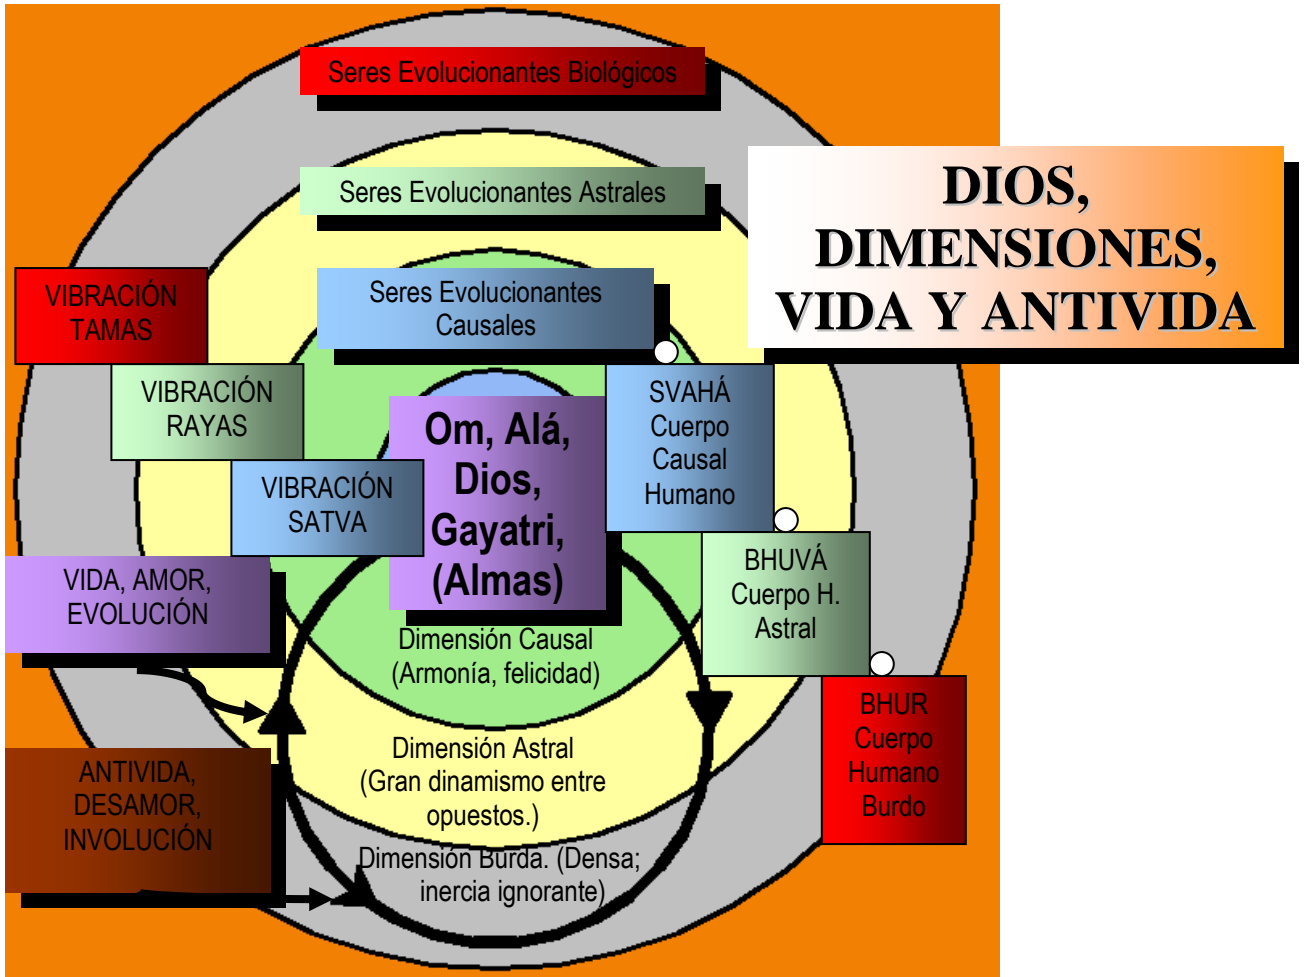 Seres Evolucionantes Biológicos
DIOS,
DIMENSIONES,
VIDA Y ANTIVIDA
Seres Evolucionantes Astrales
VIBRACIÓN
TAMAS
Seres Evolucionantes
Causales
VIBRACIÓN
RAYAS
SVAHÁ
Cuerpo
Causal
Humano
Om, Alá,
Dios,
Gayatri,
(Almas)
VIBRACIÓN
SATVA
BHUVÁ
Cuerpo H.
Astral
VIDA, AMOR,
EVOLUCIÓN
Dimensión Causal
(Armonía, felicidad)
BHUR
Cuerpo
Humano
Burdo
Dimensión Astral
(Gran dinamismo entre
opuestos.)
ANTIVIDA,
DESAMOR,
INVOLUCIÓN
Dimensión Burda. (Densa;
inercia ignorante)